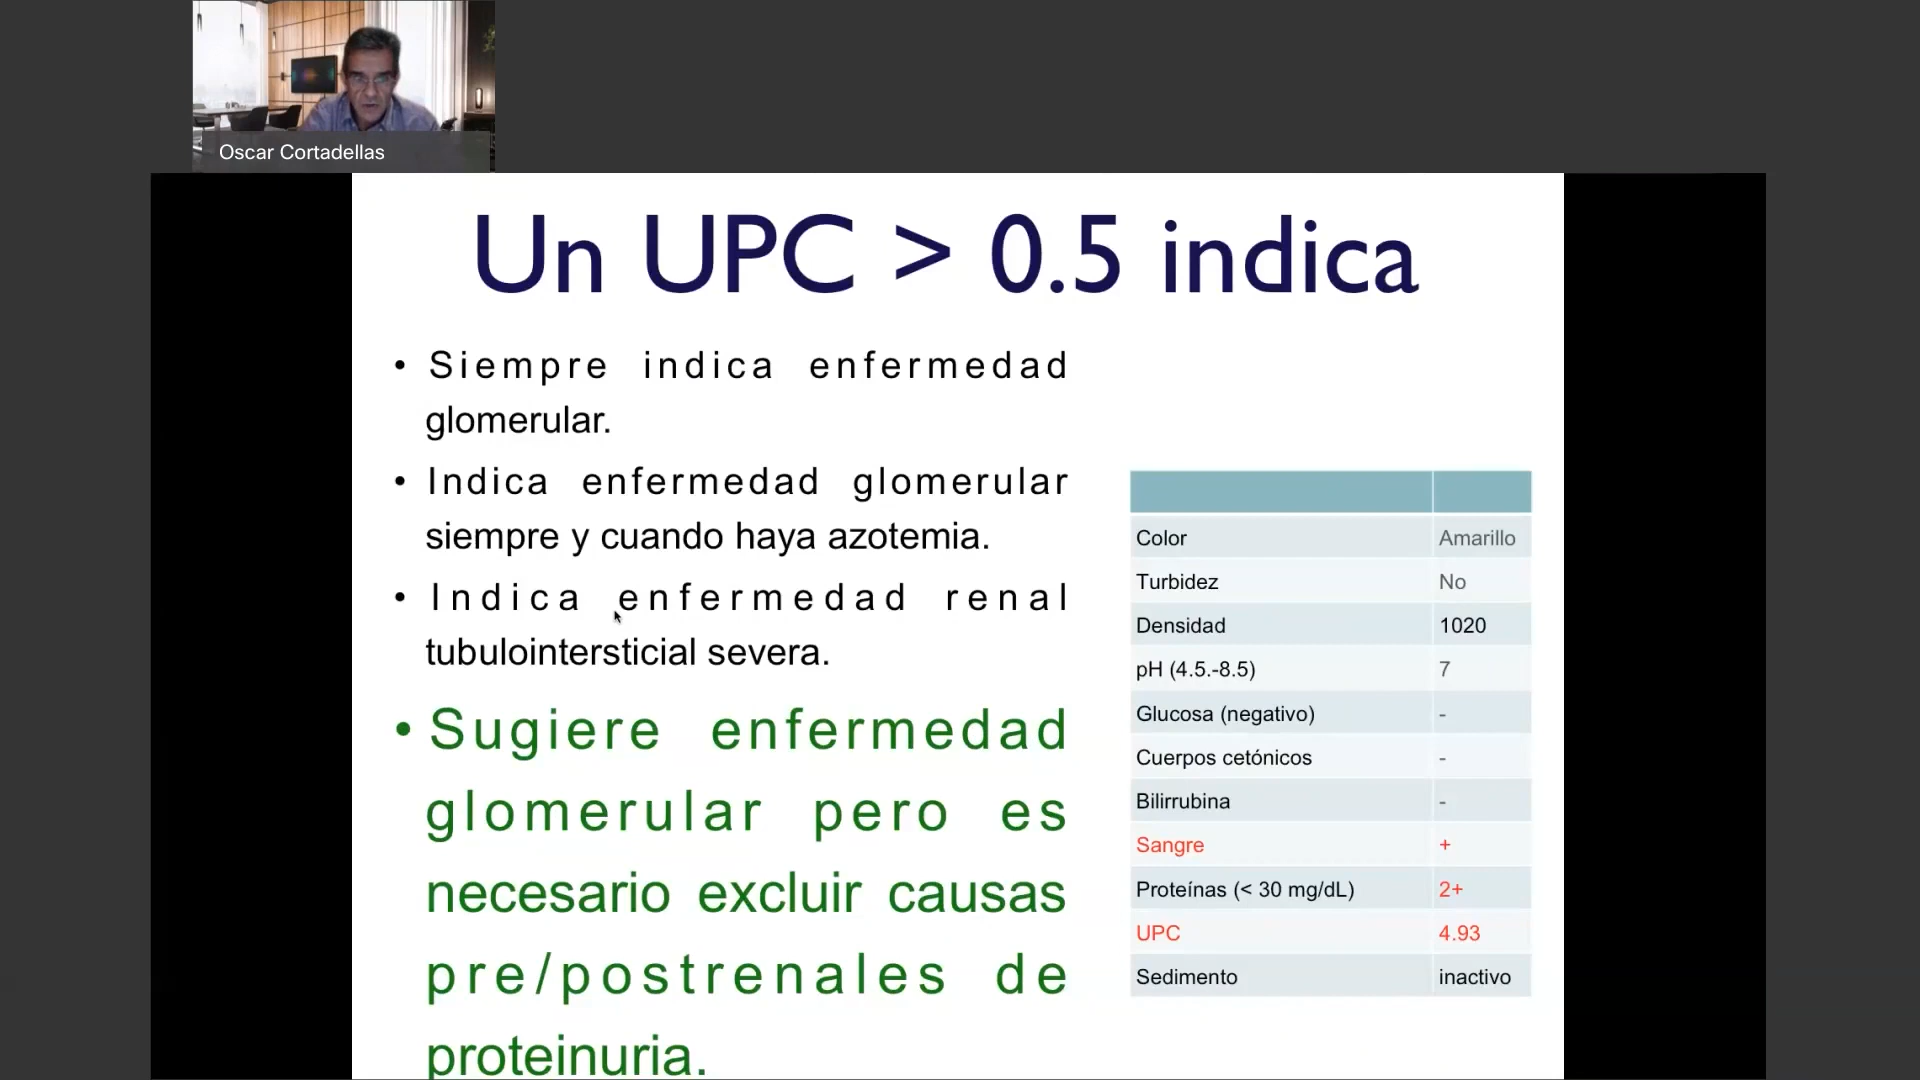 Oscar Cortadellas
Un UPC > 0.5 indica
• Siempre indica enfermedad
glomerular.
• Indica enfermedad glomerular
siempre y cuando haya azotemia.
• Indica enfermedad renal
tubulointersticial severa.
• Sugiere enfermedad
glomerular pero es
necesario excluir causas
pre/postrenales de
proteinuria.
Color Amarillo
Turbidez No
Densidad 1020
pH (4.5.-8.5) 7
Glucosa (negativo) -
Cuerpos cetónicos -
Bilirrubina -
Sangre +
Proteínas (< 30 mg/dL) 2+
UPC 4.93
Sedimento inactivo